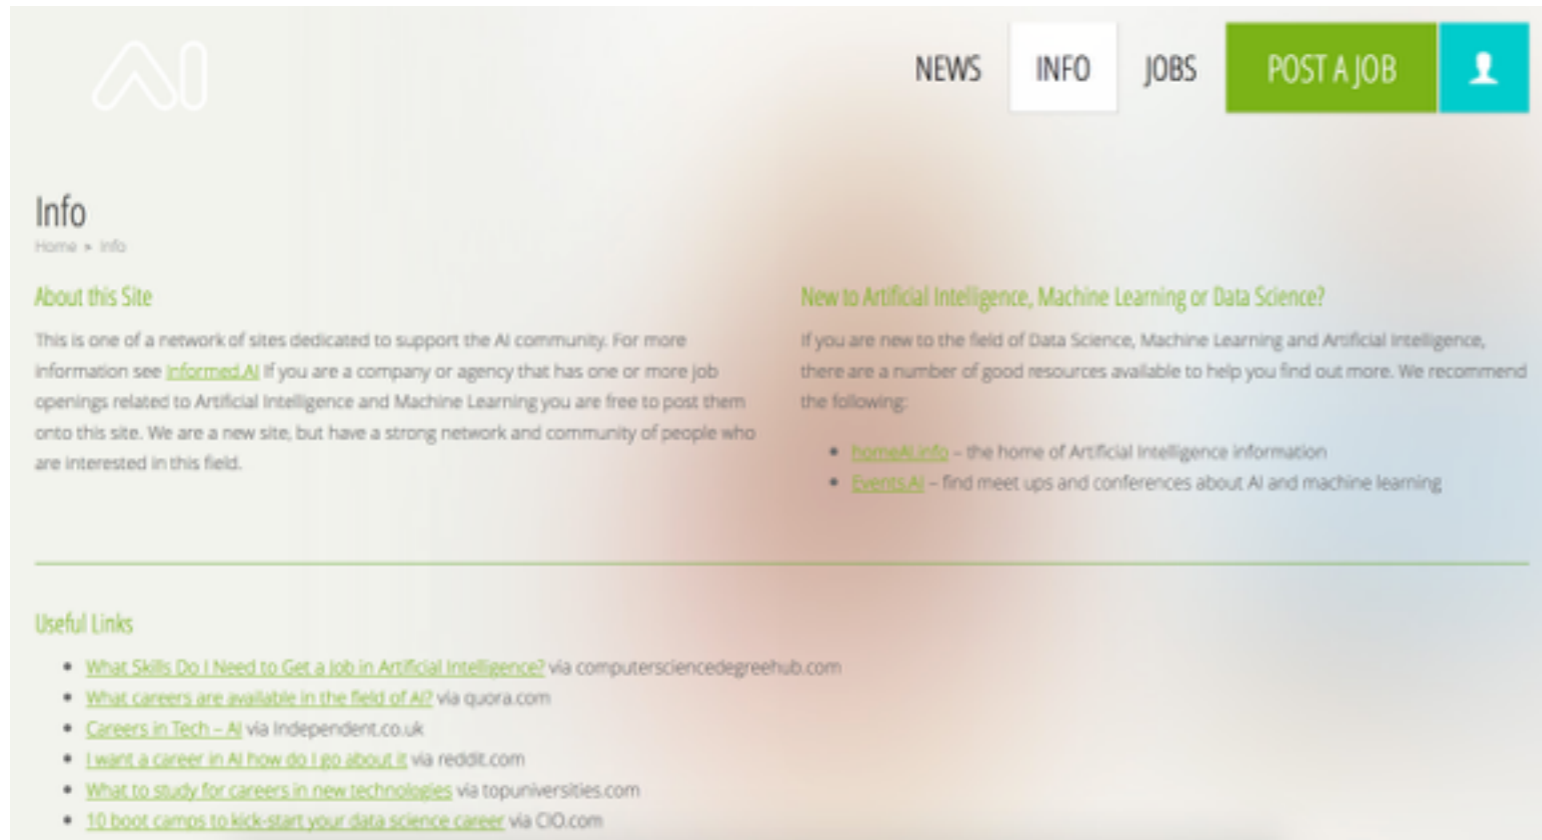 AI
NEWS
INFO
JOBS
POST A JOB
Info
Home > Info
About this Site
This is one of a network of sites dedicated to support the AI community. For more
information see Informed.AI If you are a company or agency that has one or more job
openings related to Artificial Intelligence and Machine Learning you are free to post them
onto this site. We are a new site, but have a strong network and community of people who
are interested in this field.
New to Artificial Intelligence, Machine Learning or Data Science?
If you are new to the field of Data Science, Machine Learning and Artificial Intelligence,
there are a number of good resources available to help you find out more. We recommend
the following:
• homeAI.info – the home of Artificial Intelligence information
• Events.AI – find meet ups and conferences about AI and machine learning
Useful Links
• What Skills Do I Need to Get a Job in Artificial Intelligence? via computersciencedegreehub.com
• What careers are available in the field of AI? via quora.com
• Careers in Tech – AI via Independent.co.uk
• I want a career in AI how do I go about it via reddit.com
• What to study for careers in new technologies via topuniversities.com
• 10 boot camps to kick-start your data science career via CIO.com